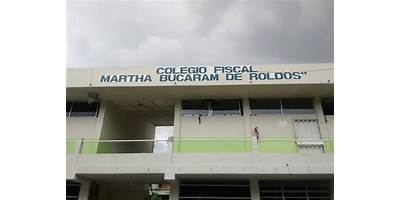 COLEGIO FISCAL
MARTHA BUCARAM DE ROLDOS"